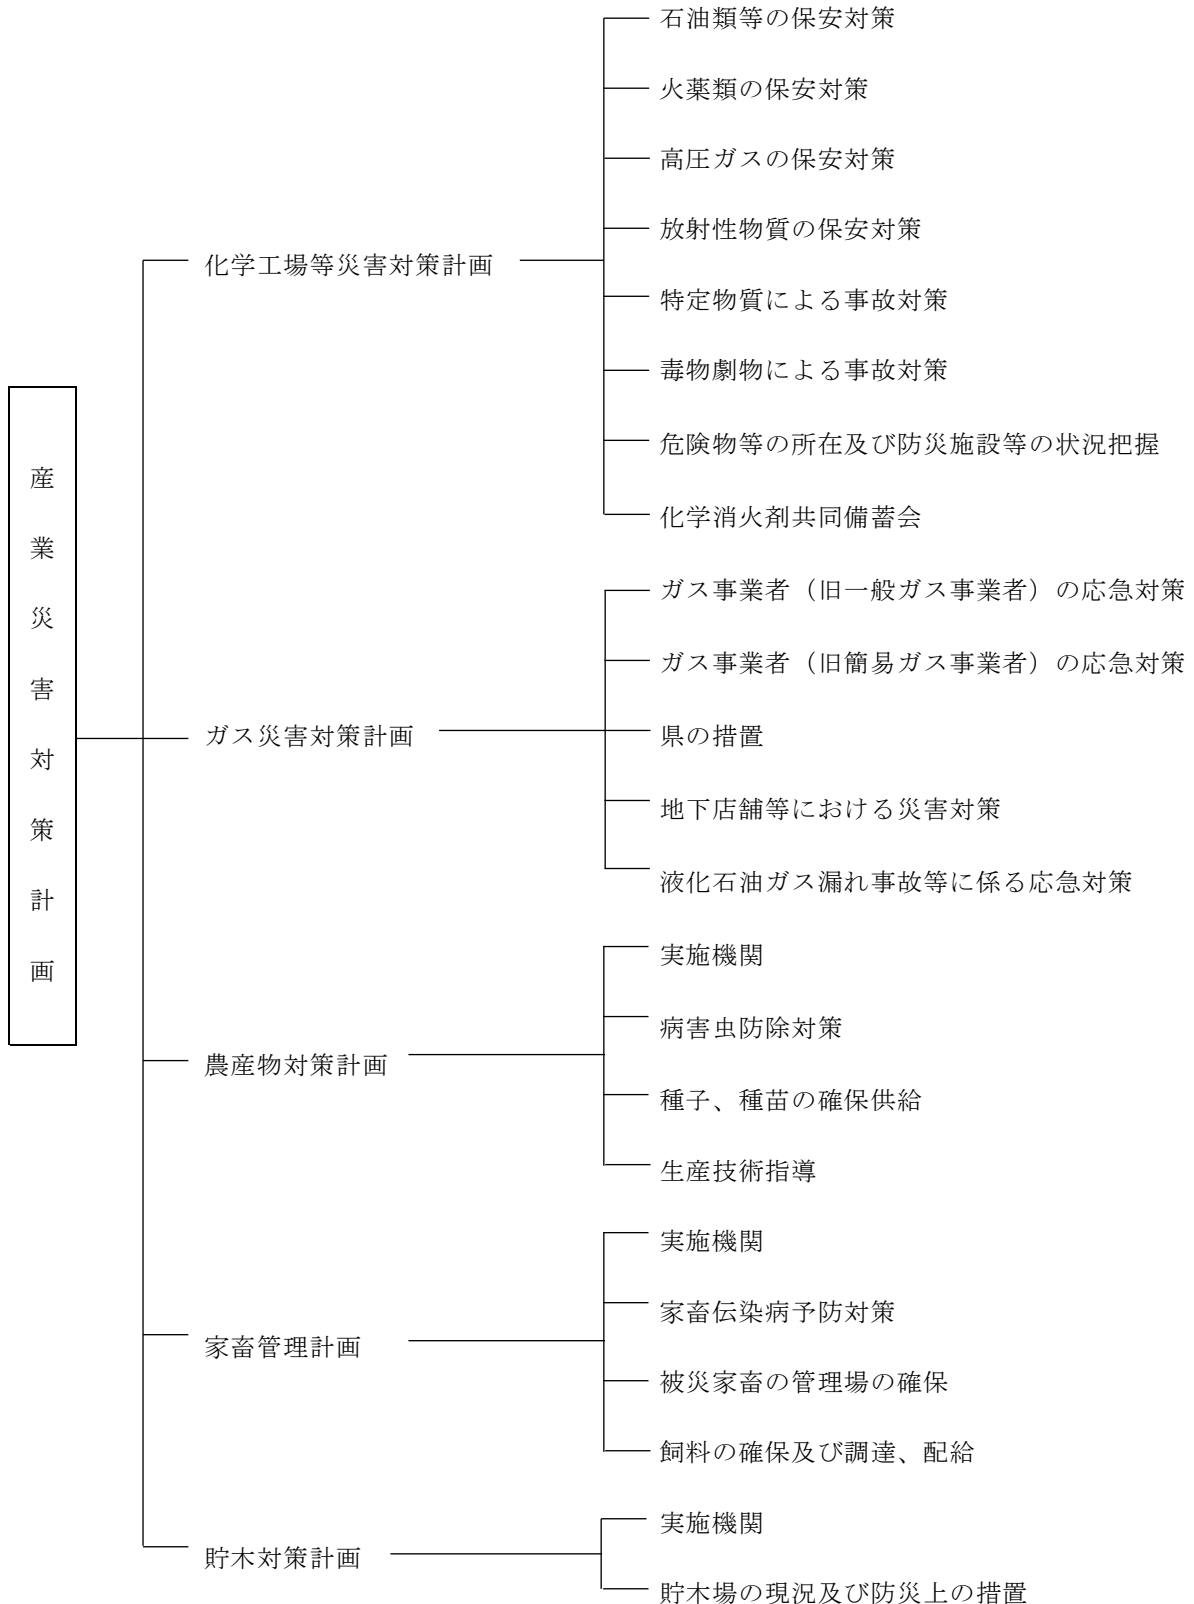 産業災害対策計画
化学工場等災害対策計画
石油類等の保安対策
火薬類の保安対策
高圧ガスの保安対策
放射性物質の保安対策
特定物質による事故対策
毒物劇物による事故対策
危険物等の所在及び防災施設等の状況把握
化学消火剤共同備蓄会
ガス災害対策計画
ガス事業者（旧一般ガス事業者）の応急対策
ガス事業者（旧簡易ガス事業者）の応急対策
県の措置
地下店舗等における災害対策
液化石油ガス漏れ事故等に係る応急対策
農産物対策計画
実施機関
病害虫防除対策
種子、種苗の確保供給
生産技術指導
家畜管理計画
実施機関
家畜伝染病予防対策
被災家畜の管理場の確保
飼料の確保及び調達、配給
貯木対策計画
実施機関
貯木場の現況及び防災上の措置